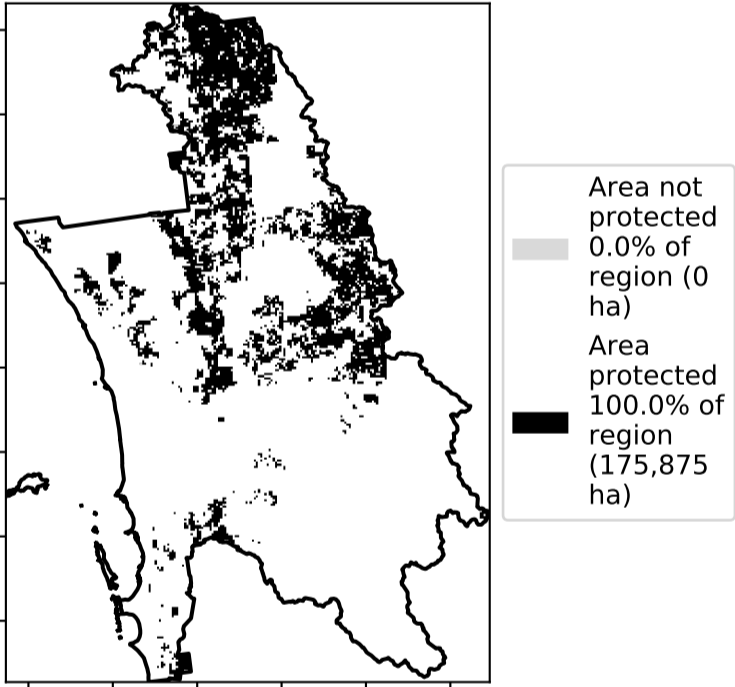 Area not
protected
0.0% of
region (0
ha)
Area
protected
100.0% of
region
(175,875
ha)